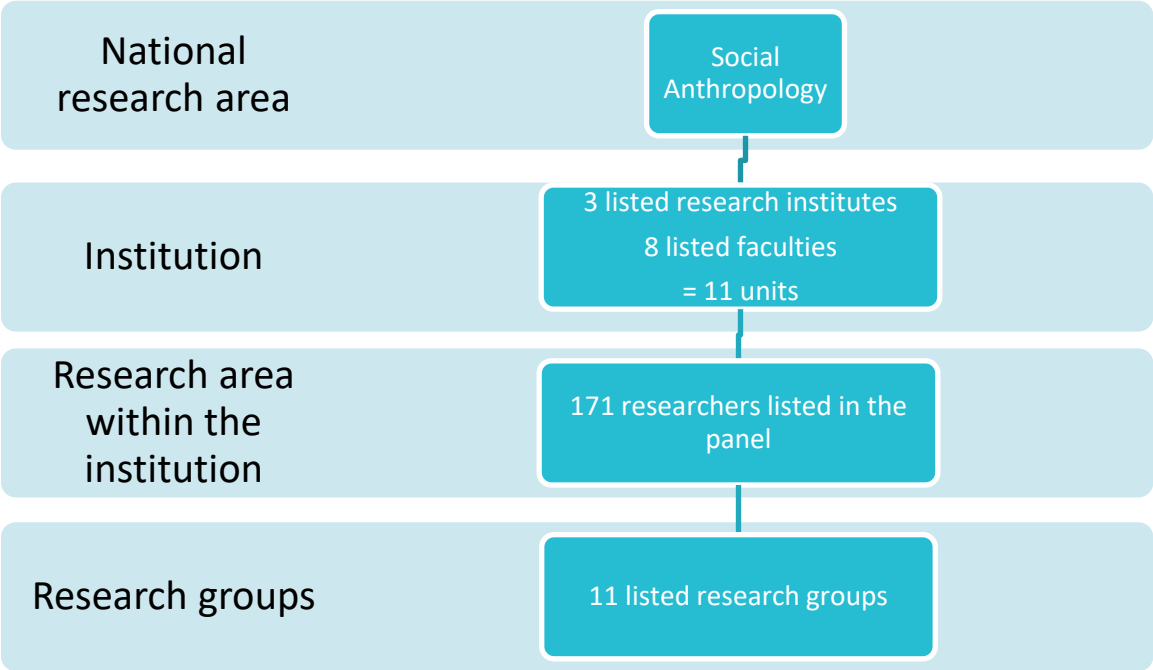 National
research area
Social
Anthropology
Institution
3 listed research institutes
8 listed faculties
= 11 units
Research area
within the
institution
171 researchers listed in the
panel
Research groups
11 listed research groups